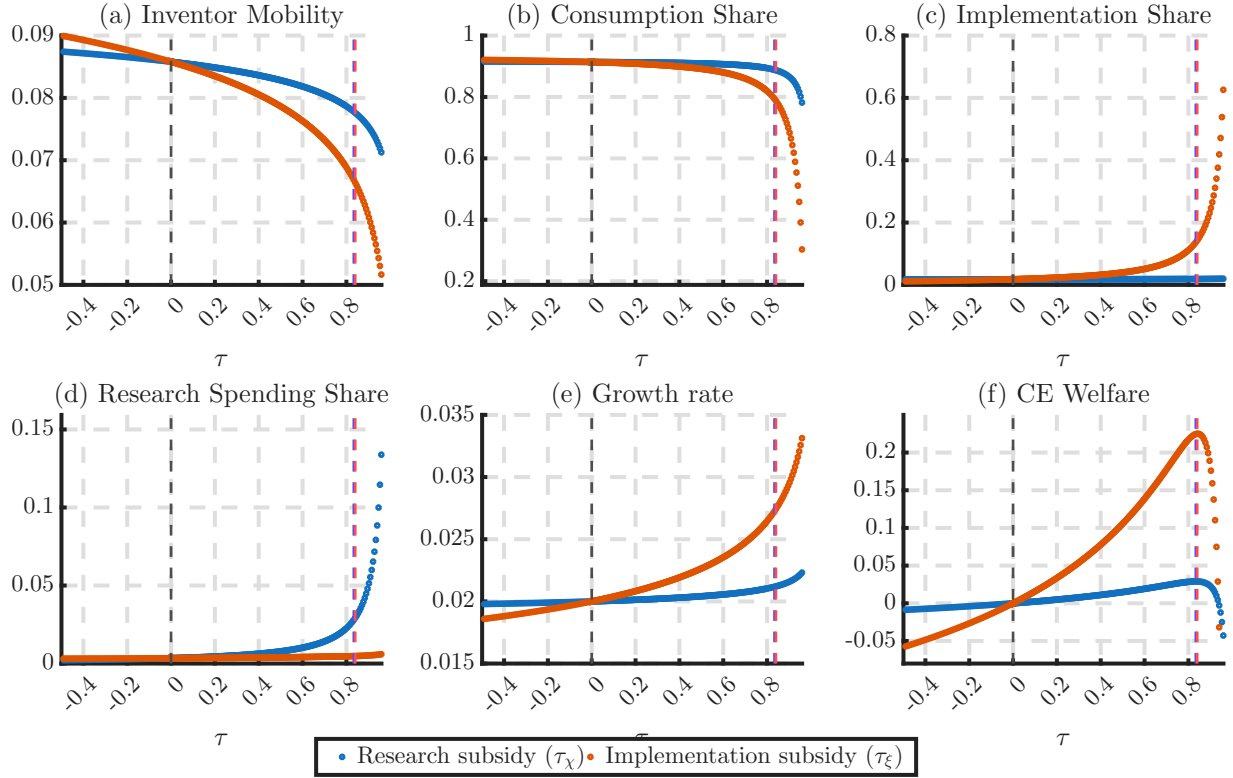 (a) Inventor Mobility
0.09
0.08
0.07
0.06
0.05
-0.4 -0.2 0 0.2 0.4 0.6 0.8
τ
(b) Consumption Share
1
0.8
0.6
0.4
0.2
-0.4 -0.2 0 0.2 0.4 0.6 0.8
τ
(c) Implementation Share
0.8
0.6
0.4
0.2
0
-0.4 -0.2 0 0.2 0.4 0.6 0.8
τ
(d) Research Spending Share
0.15
0.1
0.05
0
-0.4 -0.2 0 0.2 0.4 0.6 0.8
τ
(e) Growth rate
0.035
0.03
0.025
0.02
0.015
-0.4 -0.2 0 0.2 0.4 0.6 0.8
τ
(f) CE Welfare
0.2
0.15
0.1
0.05
0
-0.05
-0.4 -0.2 0 0.2 0.4 0.6 0.8
τ
Research subsidy (τχ) Implementation subsidy (τξ)